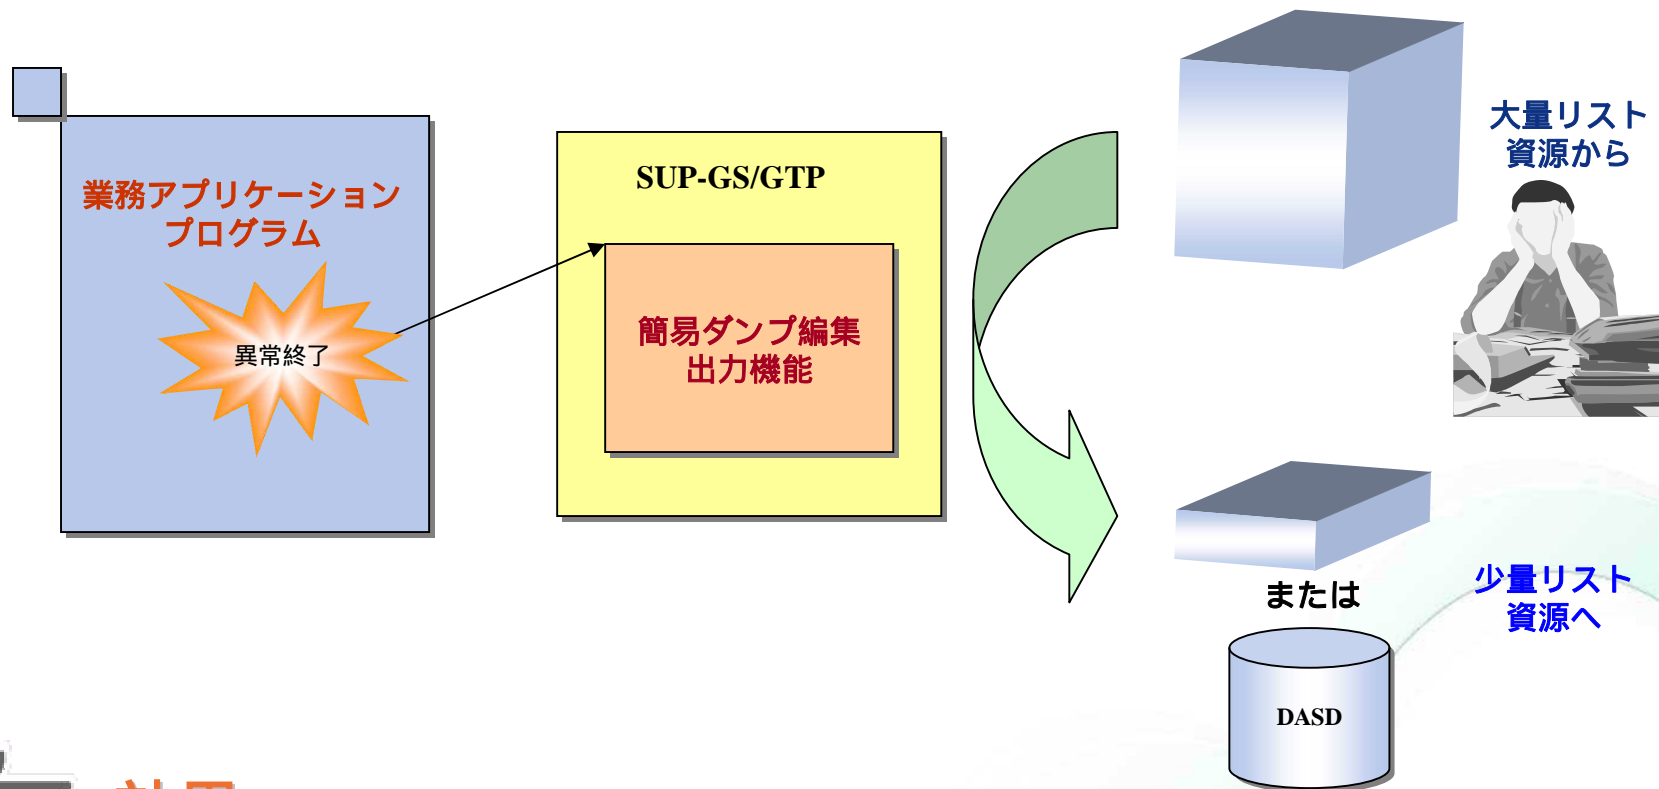 業務アプリケーション
プログラム
異常終了
SUP-GS/GTP
簡易ダンプ編集
出力機能
大量リスト
資源から
または
少量リスト
資源へ
DASD